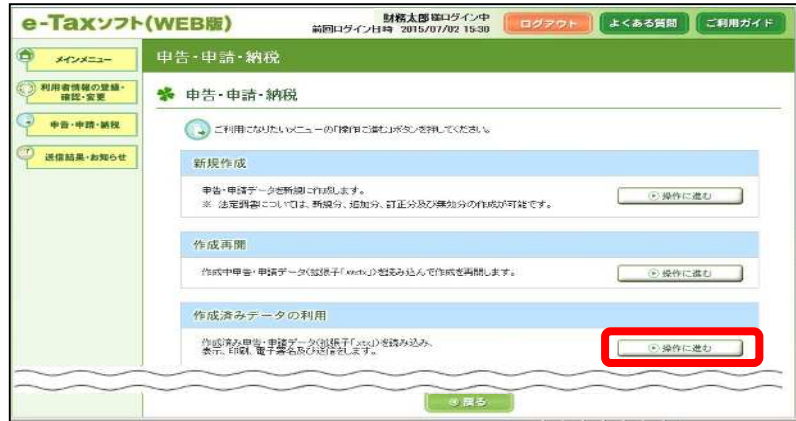 e-Taxソフト(WEB版)
財務太郎様ログイン中
前回ログイン日時 2015/07/02 15:30
ログアウト
よくある質問
ご利用ガイド
メインメニュー
利用者情報の登録・
確認・変更
申告・申請・納税
送信結果・お知らせ
申告・申請・納税
申告・申請・納税
ご利用になりたいメニューの「操作に進む」ボタンを押してください。
新規作成
申告・申請データを新規に作成します。
※ 法定調書については、新規分、追加分、訂正分及び無効分の作成が可能です。
操作に進む
作成再開
作成中申告・申請データ(拡張子「.xtx」)を読み込んで作成を再開します。
操作に進む
作成済みデータの利用
作成済み申告・申請データ(拡張子「.xtx」)を読み込み、
表示、印刷、電子署名及び送信をします。
操作に進む
戻る